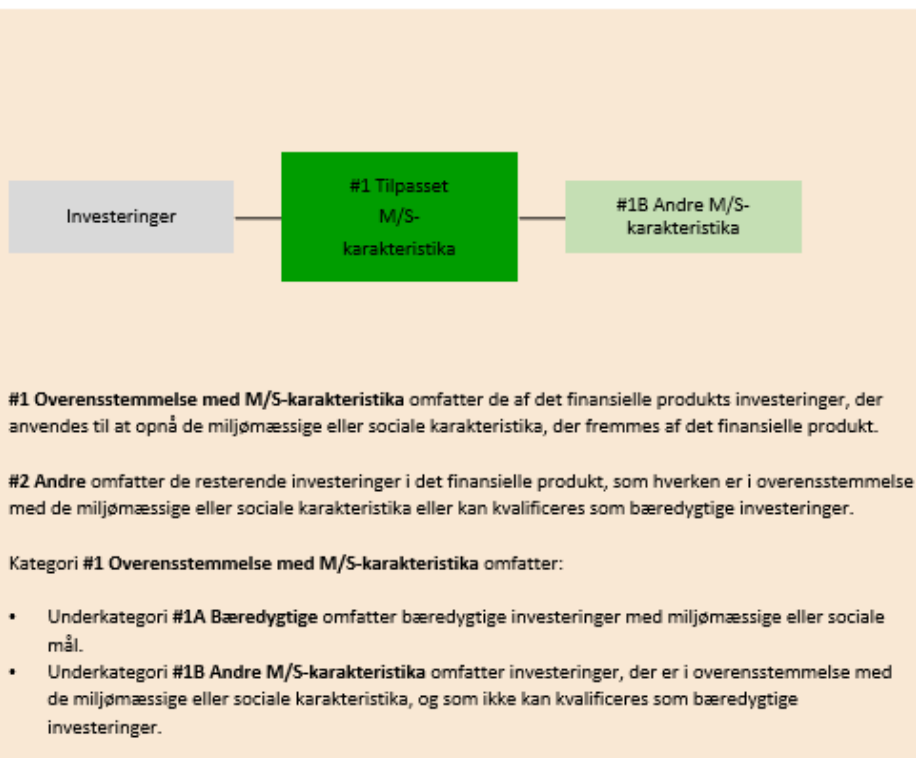 Investeringer
#1 Tilpasset
M/S-
karakteristika
#1B Andre M/S-
karakteristika
#1 Overensstemmelse med M/S-karakteristika omfatter de af det finansielle produkts investeringer, der
anvendes til at opnå de miljømæssige eller sociale karakteristika, der fremmes af det finansielle produkt.
#2 Andre omfatter de resterende investeringer i det finansielle produkt, som hverken er i overensstemmelse
med de miljømæssige eller sociale karakteristika eller kan kvalificeres som bæredygtige investeringer.
Kategori #1 Overensstemmelse med M/S-karakteristika omfatter:
• Underkategori #1A Bæredygtige omfatter bæredygtige investeringer med miljømæssige eller sociale
mål.
• Underkategori #1B Andre M/S-karakteristika omfatter investeringer, der er i overensstemmelse med
de miljømæssige eller sociale karakteristika, og som ikke kan kvalificeres som bæredygtige
investeringer.